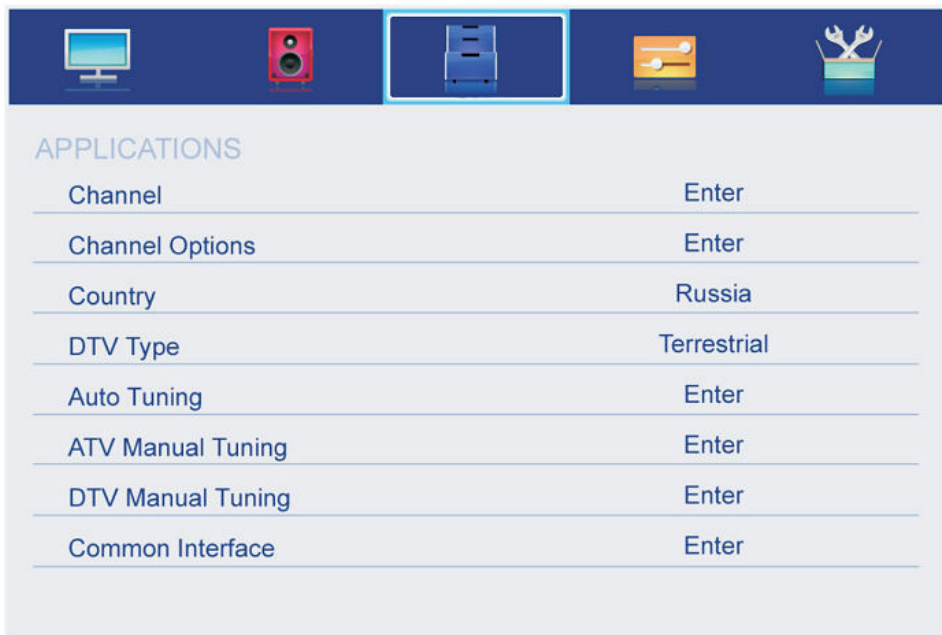 APPLICATIONS
Channel Enter
Channel Options Enter
Country Russia
DTV Type Terrestrial
Auto Tuning Enter
ATV Manual Tuning Enter
DTV Manual Tuning Enter
Common Interface Enter